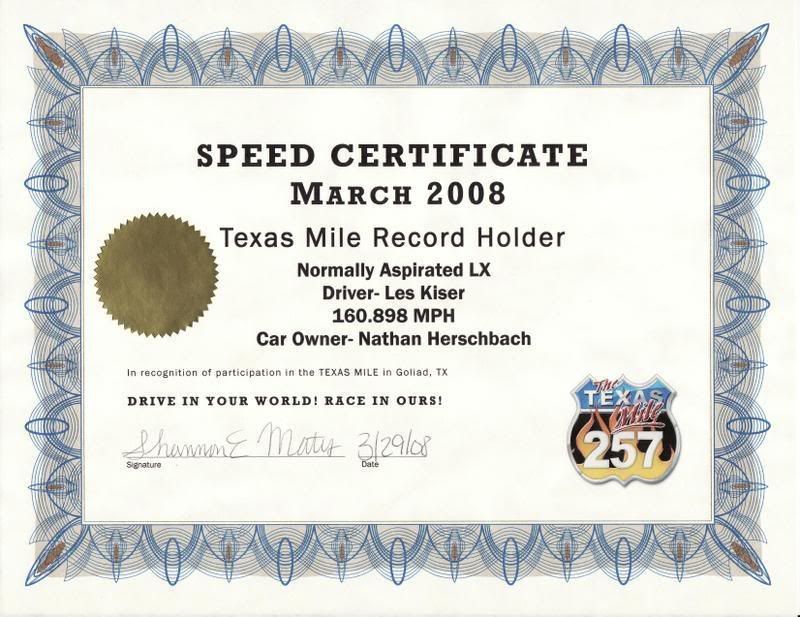 SPEED CERTIFICATE
MARCH 2008
Texas Mile Record Holder
Normally Aspirated LX
Driver- Les Kiser
160.898 MPH
Car Owner- Nathan Herschbach
In recognition of participation in the TEXAS MILE in Goliad, TX
DRIVE IN YOUR WORLD! RACE IN OURS!
Shannon E 3/29/08
Signature Date
The
TEXAS
Mile
257